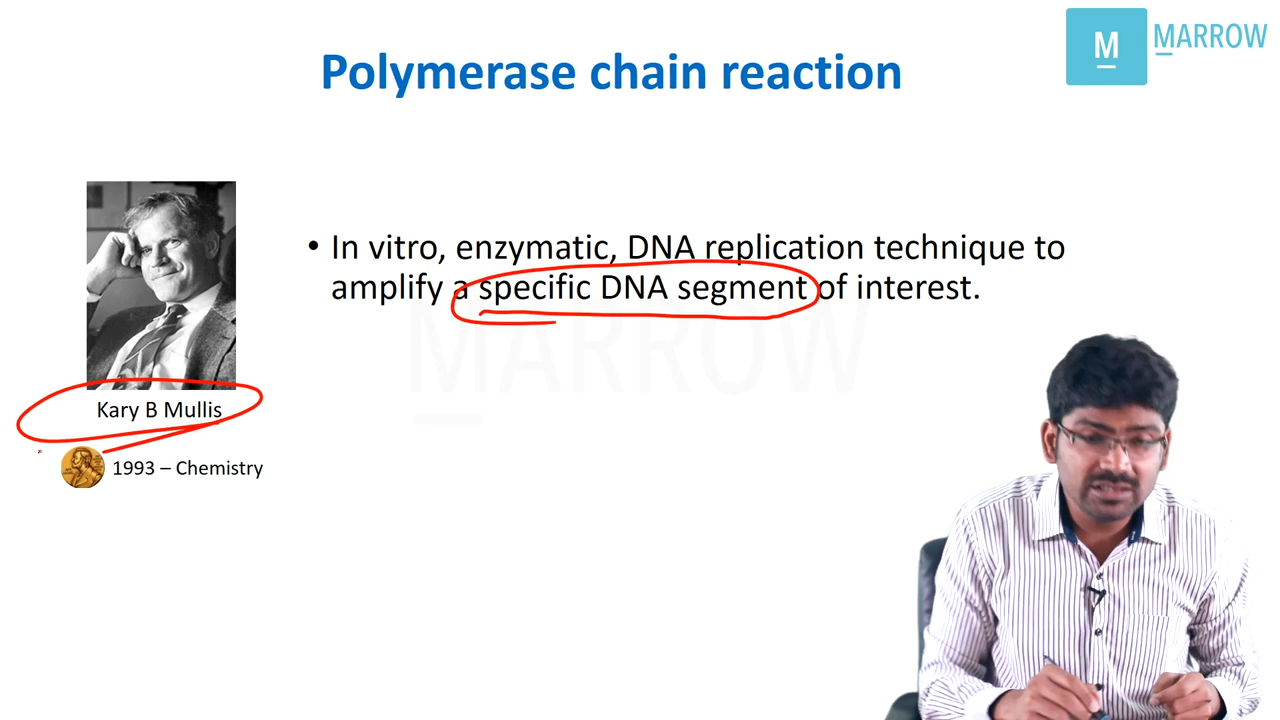 Polymerase chain reaction
M MARROW
• In vitro, enzymatic, DNA replication technique to
amplify a specific DNA segment of interest.
MARROW
Kary B Mullis
1993 – Chemistry